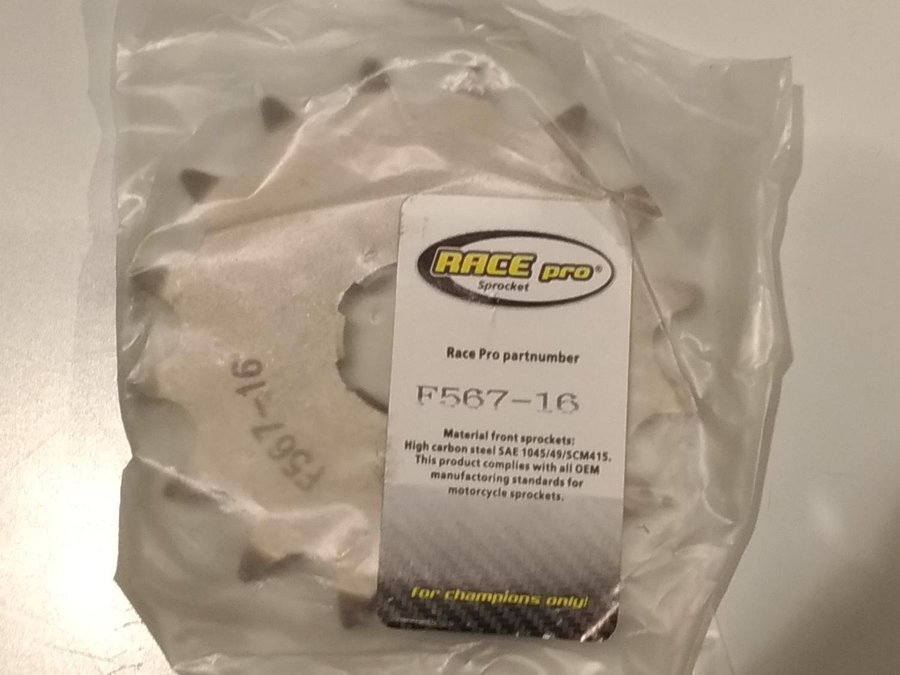 RACE pro®
Sprocket
Race Pro partnumber
F567-16
Material front sprockets:
High carbon steel SAE 1045/49/SCM415.
This product complies with all OEM
manufactoring standards for
motorcycle sprockets.
for champions only!
F567-16